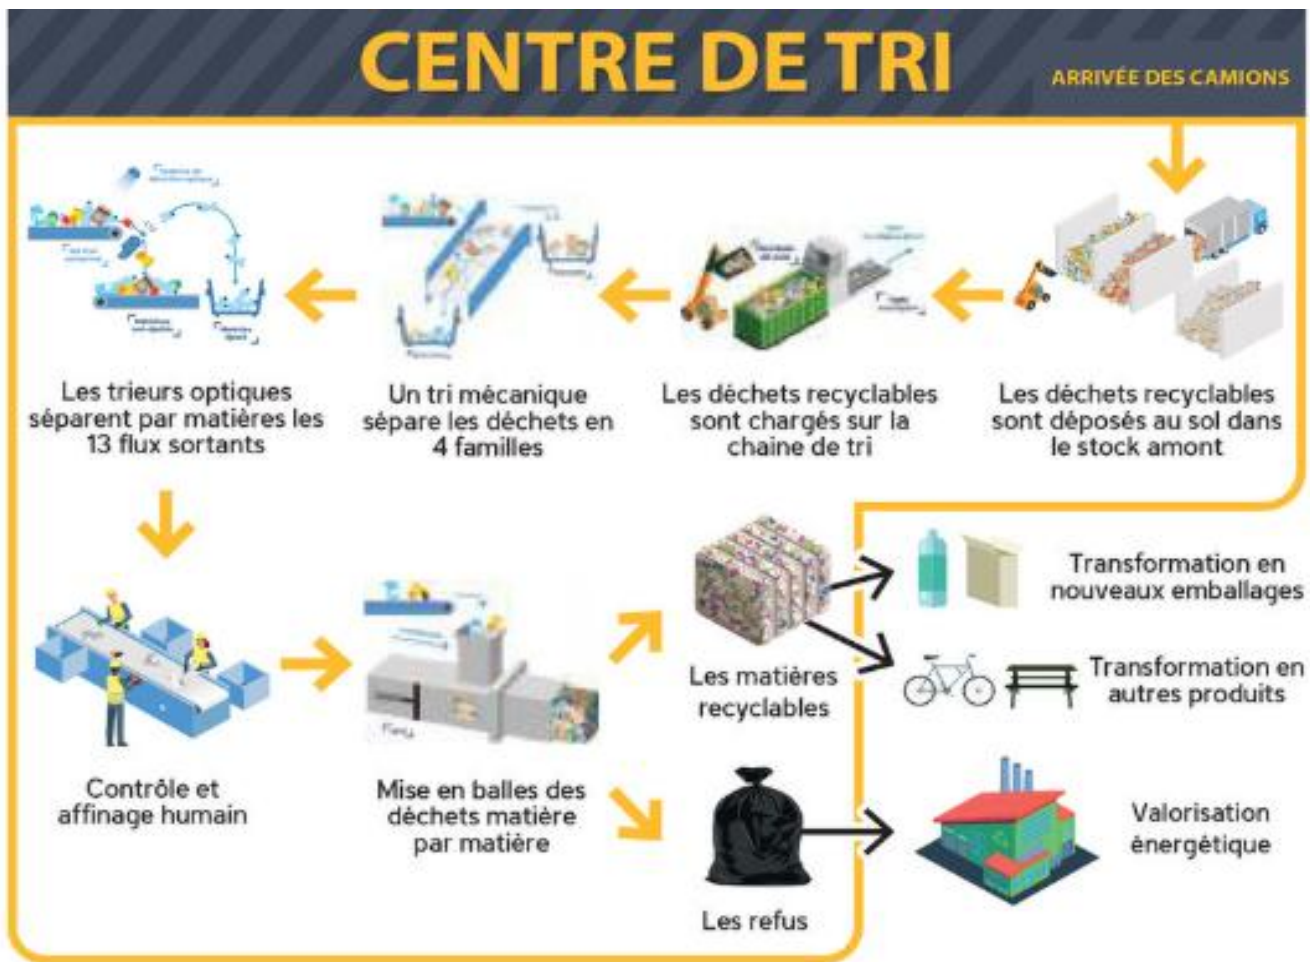 CENTRE DE TRI
ARRIVÉE DES CAMIONS
Les déchets recyclables
sont déposés au sol dans
le stock amont
Les déchets recyclables
sont chargés sur la
chaine de tri
Un tri mécanique
sépare les déchets en
4 familles
Les trieurs optiques
séparent par matières les
13 flux sortants
Contrôle et
affinage humain
Mise en balles des
déchets matière
par matière
Les matières
recyclables
Transformation en
nouveaux emballages
Transformation en
autres produits
Les refus
Valorisation
énergétique